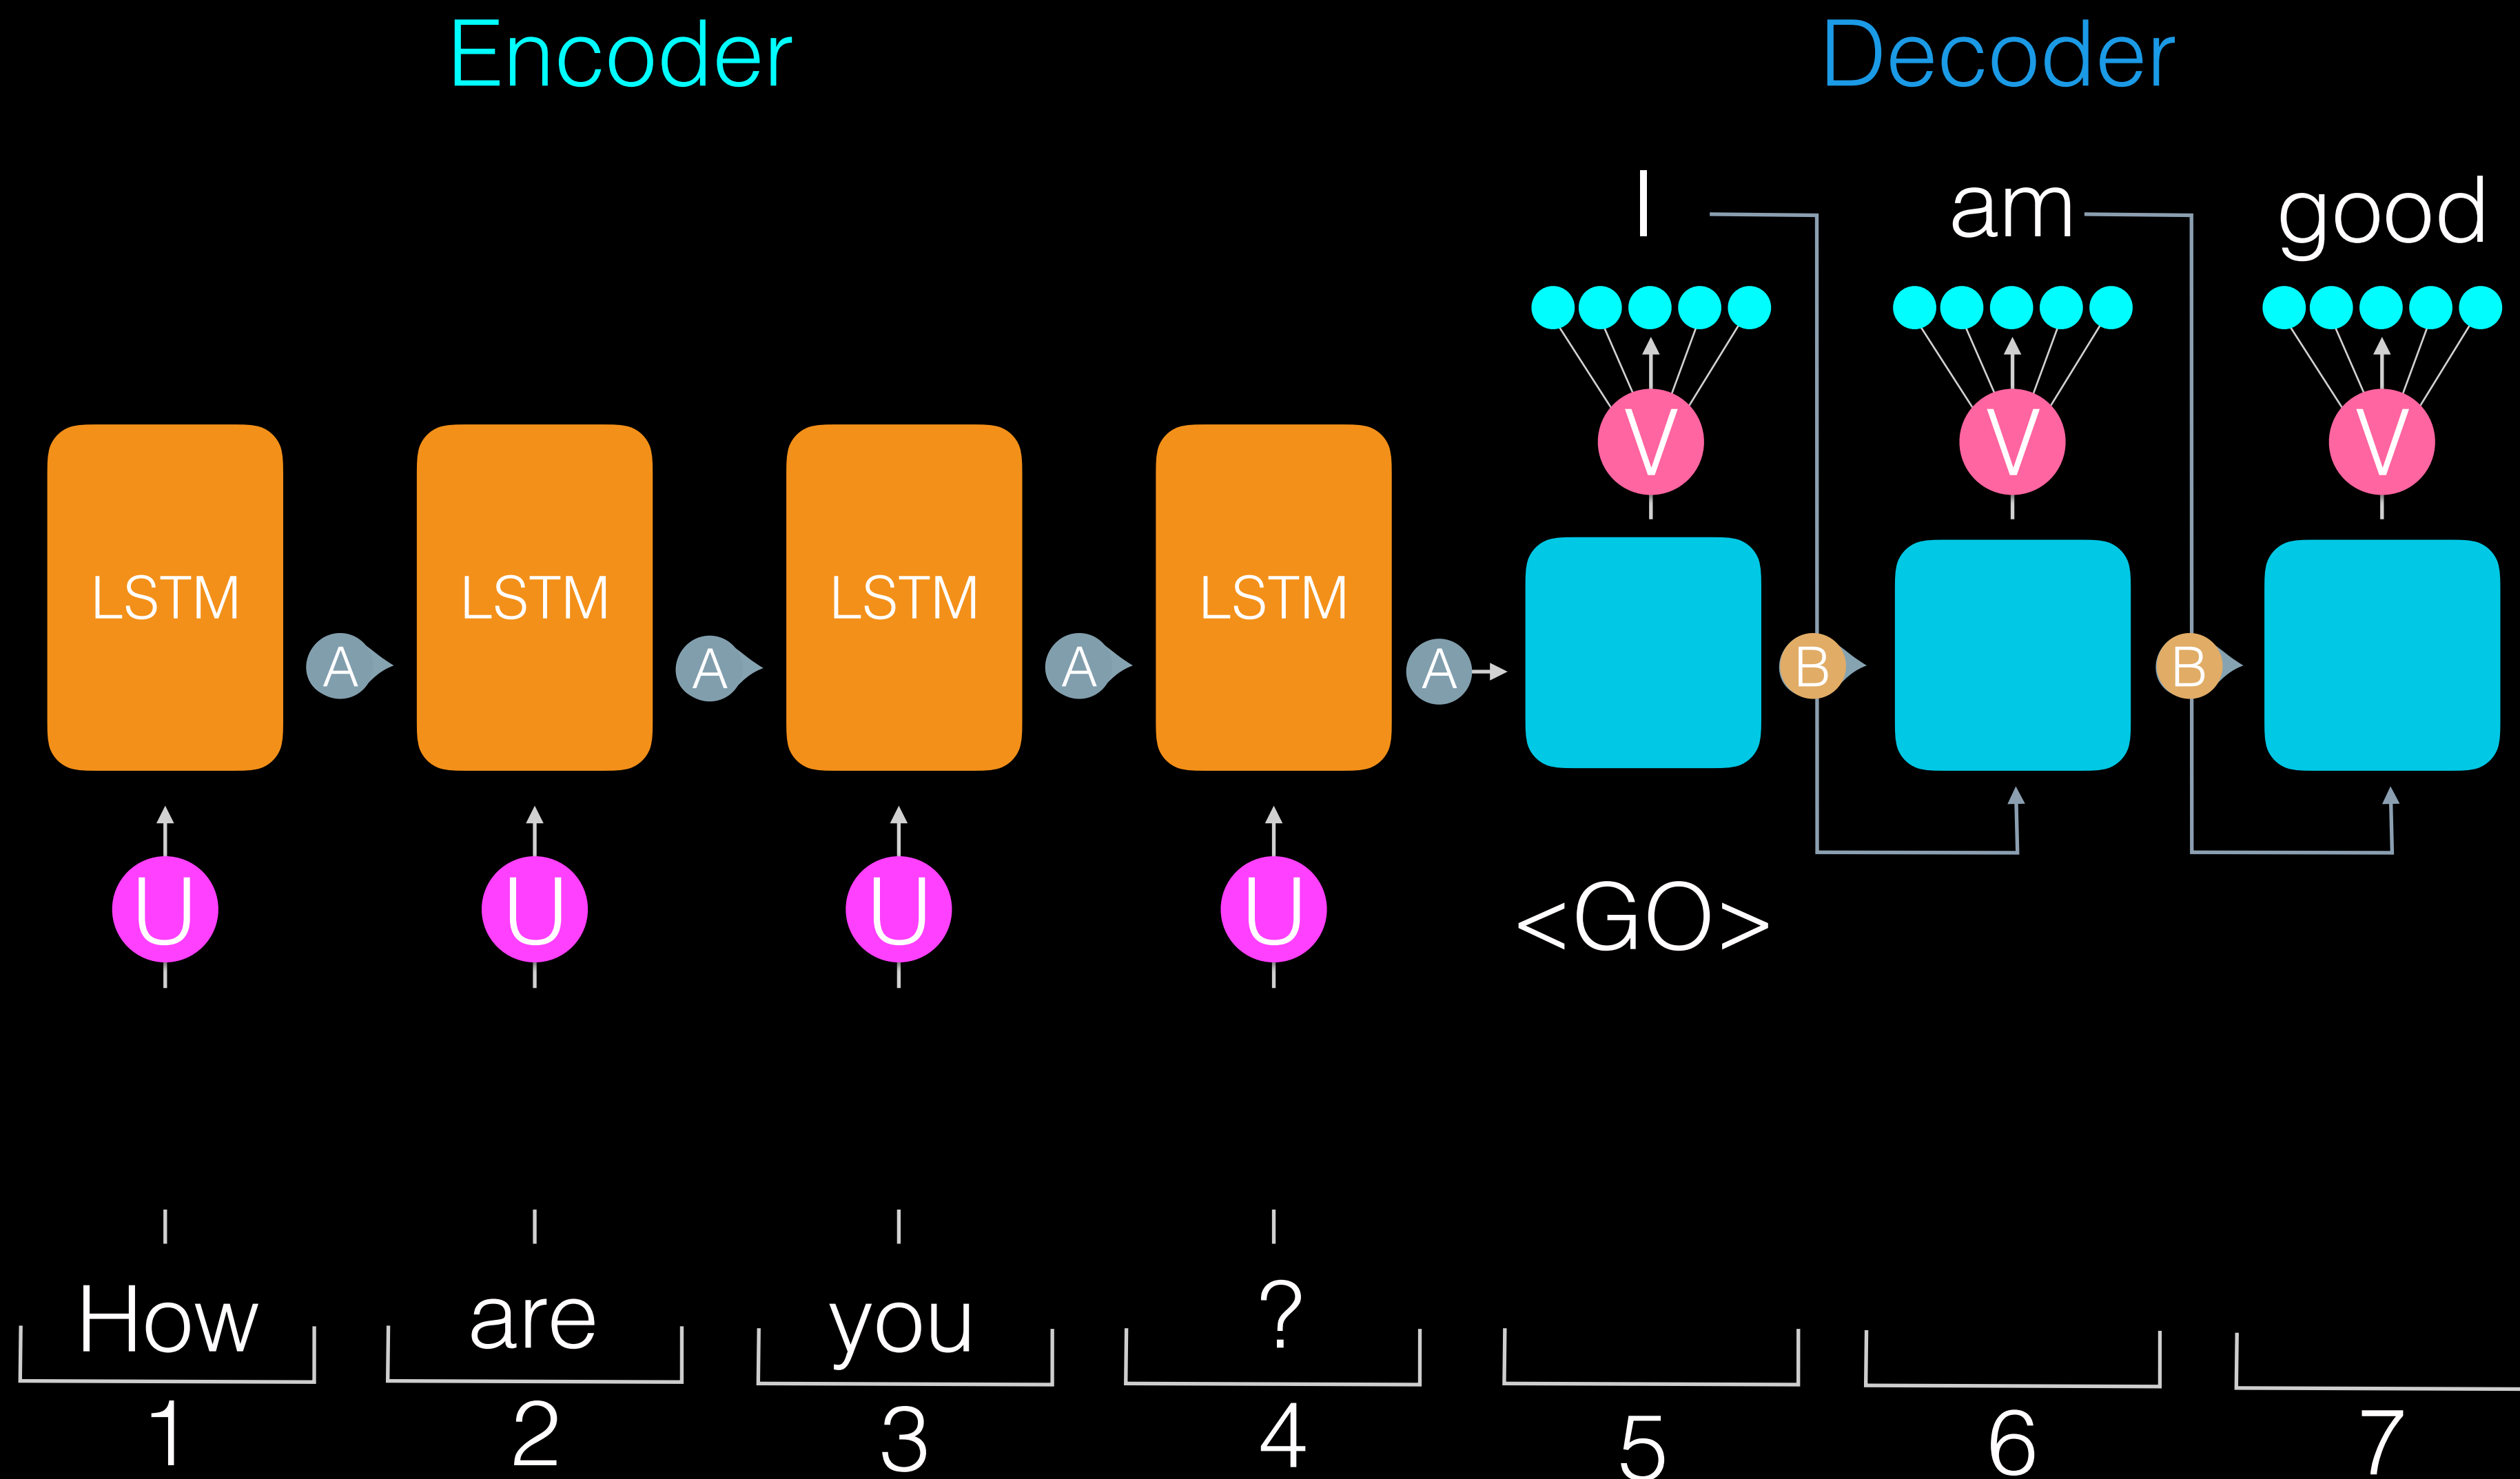 Encoder
Decoder
I am good
V V V
LSTM LSTM LSTM LSTM
A A A A B B
U U U U
<GO>
How are you ?
1 2 3 4 5 6 7